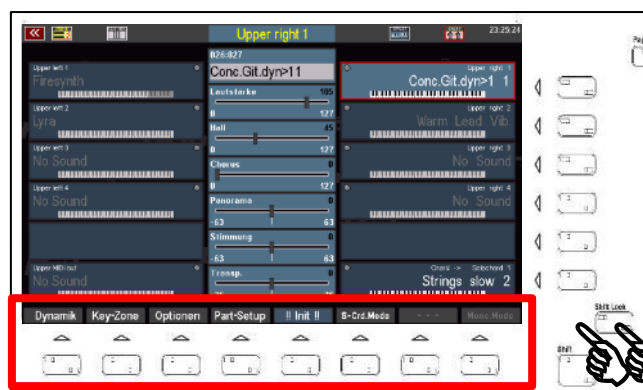 Upper right 1
23:25:24
026:027
Conc.Git.dyn>11
Lautstärke 105
0 127
Hall 45
0 127
Chorus 0
0 127
Panorama 0
-63 1 63
Stimmung 0
-63 1 63
Transp. 0
Upper left 1
Firesynth
Upper left 2
Lyra
Upper left 3
No Sound
Upper left 4
No Sound
Upper MIDI out
No Sound
Upper right 1
Conc.Git.dyn>1 1
Upper right 2
Warm Lead Vib.
Upper right 3
No Sound
Upper right 4
No Sound
Strings slow 2
Dynamik Key-Zone Optionen Part-Setup !! Init !! S-Crd.Mode - - - Mono.Mode
Shift Lock
Shift